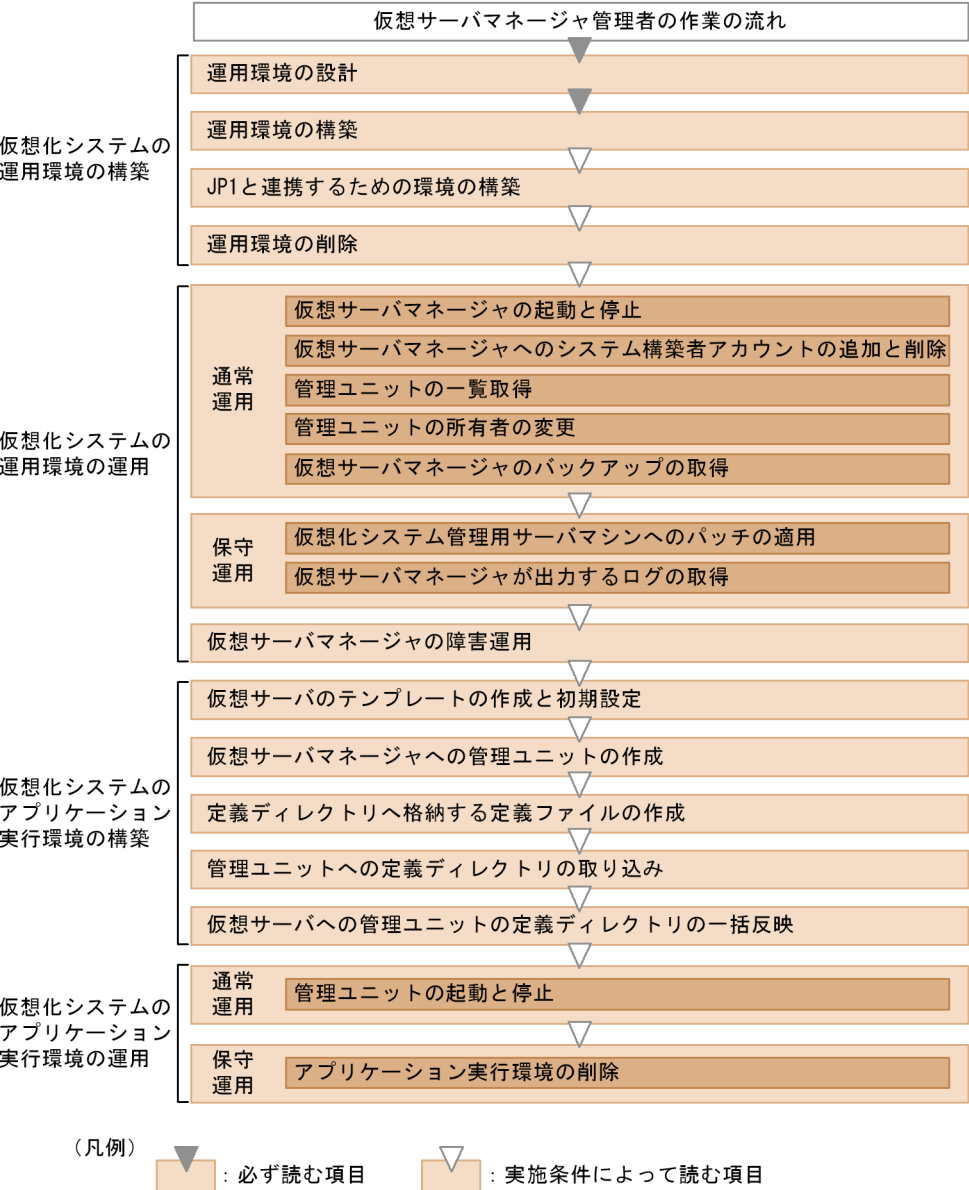 仮想サーバマネージャ管理者の作業の流れ
仮想化システムの
運用環境の構築
運用環境の設計
運用環境の構築
JP1と連携するための環境の構築
運用環境の削除
仮想化システムの
運用環境の運用
通常
運用
仮想サーバマネージャの起動と停止
仮想サーバマネージャへのシステム構築者アカウントの追加と削除
管理ユニットの一覧取得
管理ユニットの所有者の変更
仮想サーバマネージャのバックアップの取得
保守
運用
仮想化システム管理用サーバマシンへのパッチの適用
仮想サーバマネージャが出力するログの取得
仮想サーバマネージャの障害運用
仮想化システムの
アプリケーション
実行環境の構築
仮想サーバのテンプレートの作成と初期設定
仮想サーバマネージャへの管理ユニットの作成
定義ディレクトリへ格納する定義ファイルの作成
管理ユニットへの定義ディレクトリの取り込み
仮想サーバへの管理ユニットの定義ディレクトリの一括反映
仮想化システムの
アプリケーション
実行環境の運用
通常
運用
管理ユニットの起動と停止
保守
運用
アプリケーション実行環境の削除
（凡例）
：必ず読む項目
：実施条件によって読む項目